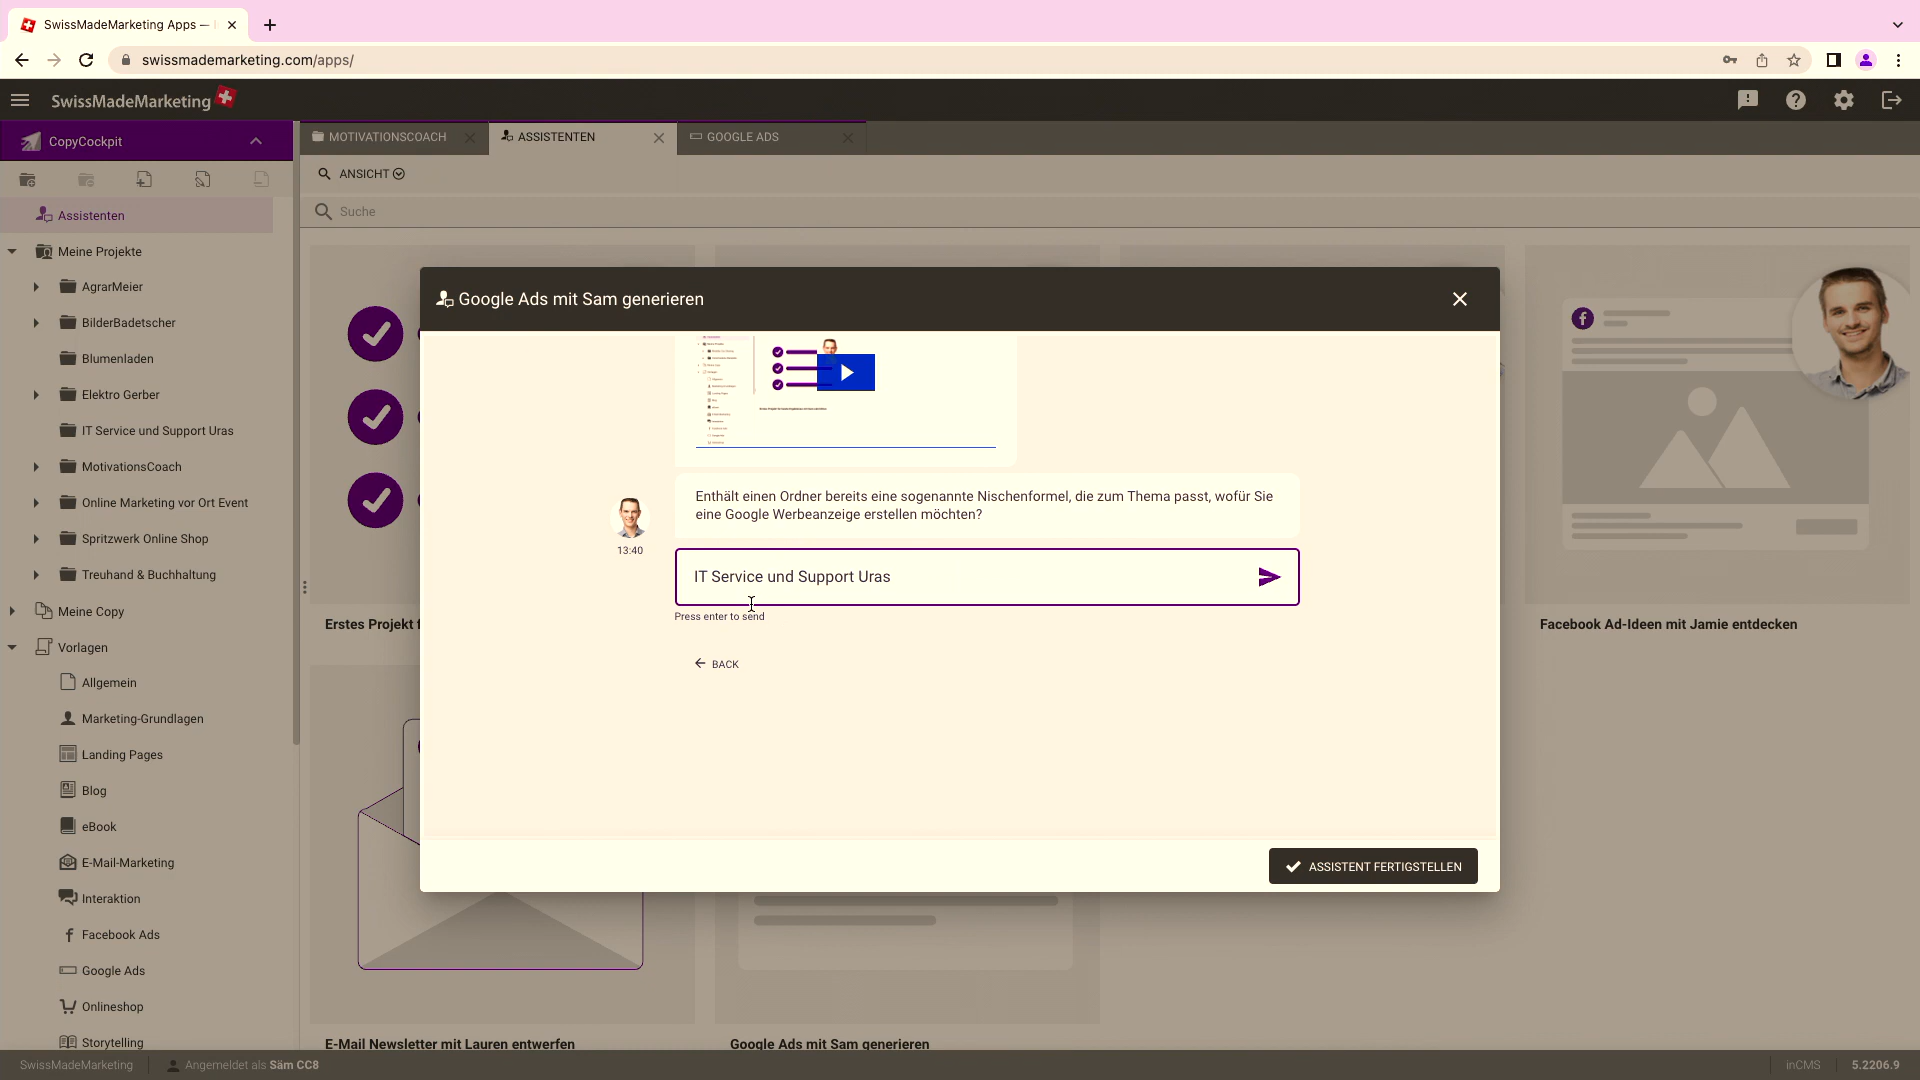 SwissMadeMarketing Apps —
swissmademarketing.com/apps/
SwissMadeMarketing
CopyCockpit
MOTIVATIONSCOACH
ASSISTENTEN
GOOGLE ADS
ANSICHT
Suche
Assistenten
Meine Projekte
AgrarMeier
BilderBadetscher
Blumenladen
Elektro Gerber
IT Service und Support Uras
MotivationsCoach
Online Marketing vor Ort Event
Spritzwerk Online Shop
Treuhand & Buchhaltung
Meine Copy
Vorlagen
Allgemein
Marketing-Grundlagen
Landing Pages
Blog
eBook
E-Mail-Marketing
Interaktion
Facebook Ads
Google Ads
Onlineshop
Storytelling
Google Ads mit Sam generieren
Enthält einen Ordner bereits eine sogenannte Nischenformel, die zum Thema passt, wofür Sie
eine Google Werbeanzeige erstellen möchten?
13:40
IT Service und Support Uras
Press enter to send
BACK
ASSISTENT FERTIGSTELLEN
Erstes Projekt f
Facebook Ad-Ideen mit Jamie entdecken
E-Mail Newsletter mit Lauren entwerfen
Google Ads mit Sam generieren
SwissMadeMarketing
Angemeldet als Säm CC8
inCMS
5.2206.9